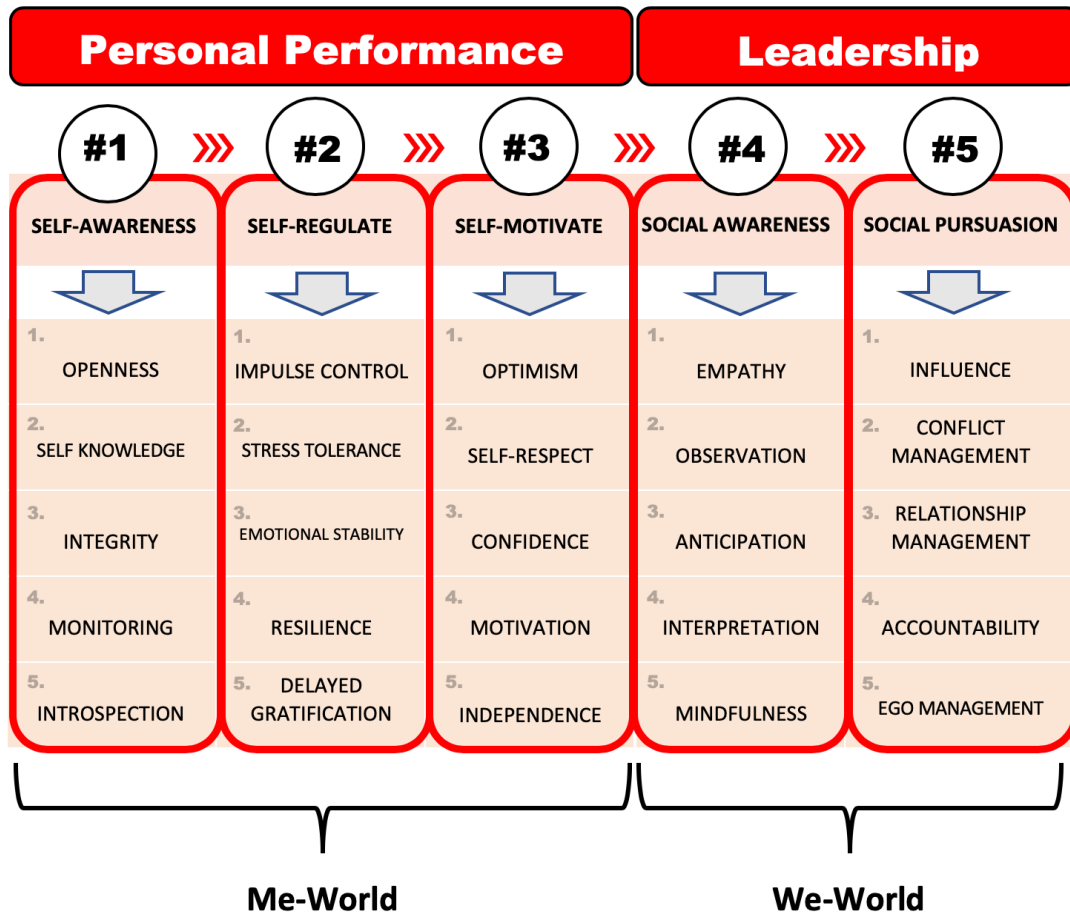 Personal Performance
Leadership
#1
#2
#3
#4
#5
SELF-AWARENESS
SELF-REGULATE
SELF-MOTIVATE
SOCIAL AWARENESS
SOCIAL PURSUASION
1.
OPENNESS
2.
SELF KNOWLEDGE
3.
INTEGRITY
4.
MONITORING
5.
INTROSPECTION
1.
IMPULSE CONTROL
2.
STRESS TOLERANCE
3.
EMOTIONAL STABILITY
4.
RESILIENCE
5.
DELAYED
GRATIFICATION
1.
OPTIMISM
2.
SELF-RESPECT
3.
CONFIDENCE
4.
MOTIVATION
5.
INDEPENDENCE
1.
EMPATHY
2.
OBSERVATION
3.
ANTICIPATION
4.
INTERPRETATION
5.
MINDFULNESS
1.
INFLUENCE
2.
CONFLICT
MANAGEMENT
3.
RELATIONSHIP
MANAGEMENT
4.
ACCOUNTABILITY
5.
EGO MANAGEMENT
Me-World
We-World